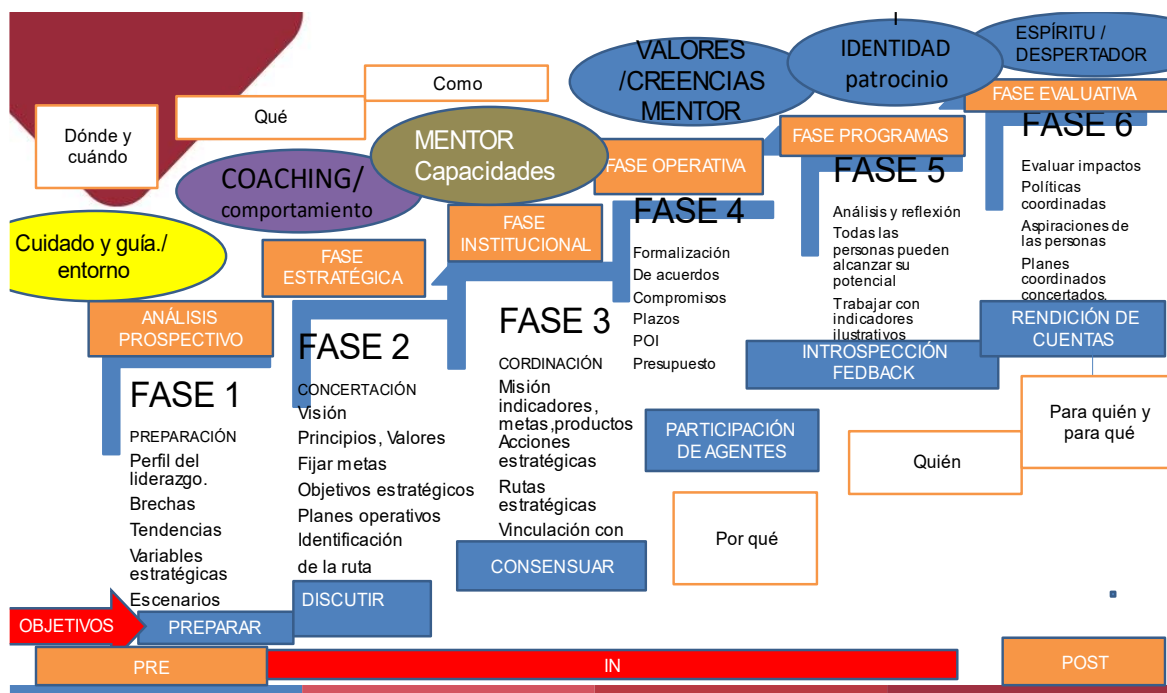 ESPÍRITU /
DESPERTADOR
IDENTIDAD
patrocinio
VALORES
/CREENCIAS
MENTOR
Como
Qué
Dónde y
cuándo
MENTOR
Capacidades
COACHING/
comportamiento
Cuidado y guía./
entorno
FASE EVALUATIVA
FASE PROGRAMAS
FASE OPERATIVA
FASE
INSTITUCIONAL
FASE
ESTRATÉGICA
ANÁLISIS
PROSPECTIVO
FASE 1
PREPARACIÓN
Perfil del
liderazgo.
Brechas
Tendencias
Variables
estratégicas
Escenarios
FASE 2
CONCERTACIÓN
Visión
Principios, Valores
Fijar metas
Objetivos estratégicos
Planes operativos
Identificación
de la ruta
FASE 3
CORDINACIÓN
Misión
indicadores,
metas ,productos
Acciones
estratégicas
Rutas
estratégicas
Vinculación con
FASE 4
Formalización
De acuerdos
Compromisos
Plazos
POI
Presupuesto
FASE 5
Análisis y reflexión
Todas las
personas pueden
alcanzar su
potencial
Trabajar con
indicadores
ilustrativos
FASE 6
Evaluar impactos
Políticas
coordinadas
Aspiraciones de
las personas
Planes
coordinados
concertados.
RENDICIÓN DE
CUENTAS
INTROSPECCIÓN
FEDBACK
PARTICIPACIÓN
DE AGENTES
CONSENSUAR
DISCUTIR
PREPARAR
OBJETIVOS
Por qué
Quién
Para quién y
para qué
PRE
IN
POST